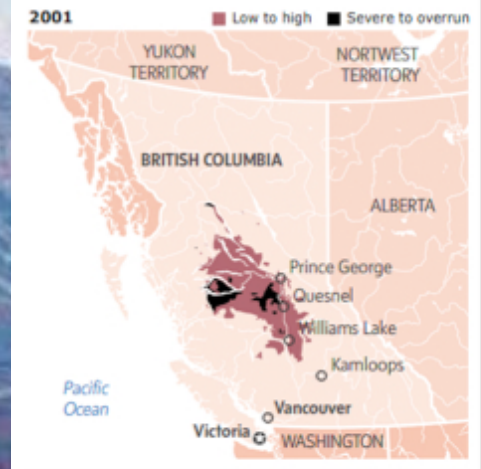 2001
Low to high
Severe to overrun
YUKON
TERRITORY
NORTWEST
TERRITORY
BRITISH COLUMBIA
ALBERTA
Prince George
Quesnel
Williams Lake
Kamloops
Pacific
Ocean
Vancouver
Victoria
WASHINGTON